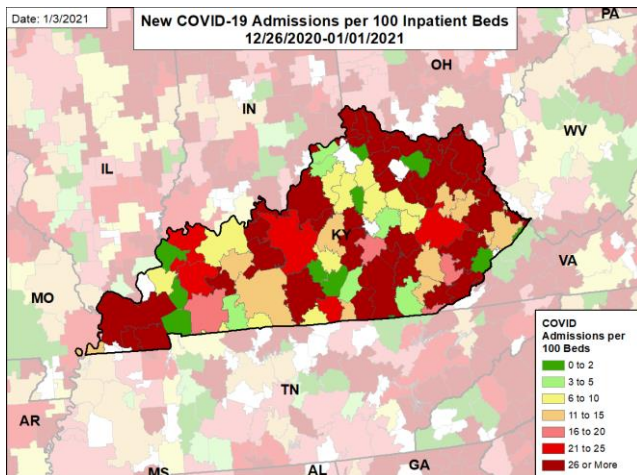 Date: 1/3/2021
New COVID-19 Admissions per 100 Inpatient Beds
12/26/2020-01/01/2021
PA
OH
IN
WV
IL
KY
VA
MO
TN
AR
MS
AL
GA
COVID
Admissions per
100 Beds
0 to 2
3 to 5
6 to 10
11 to 15
16 to 20
21 to 25
26 or More